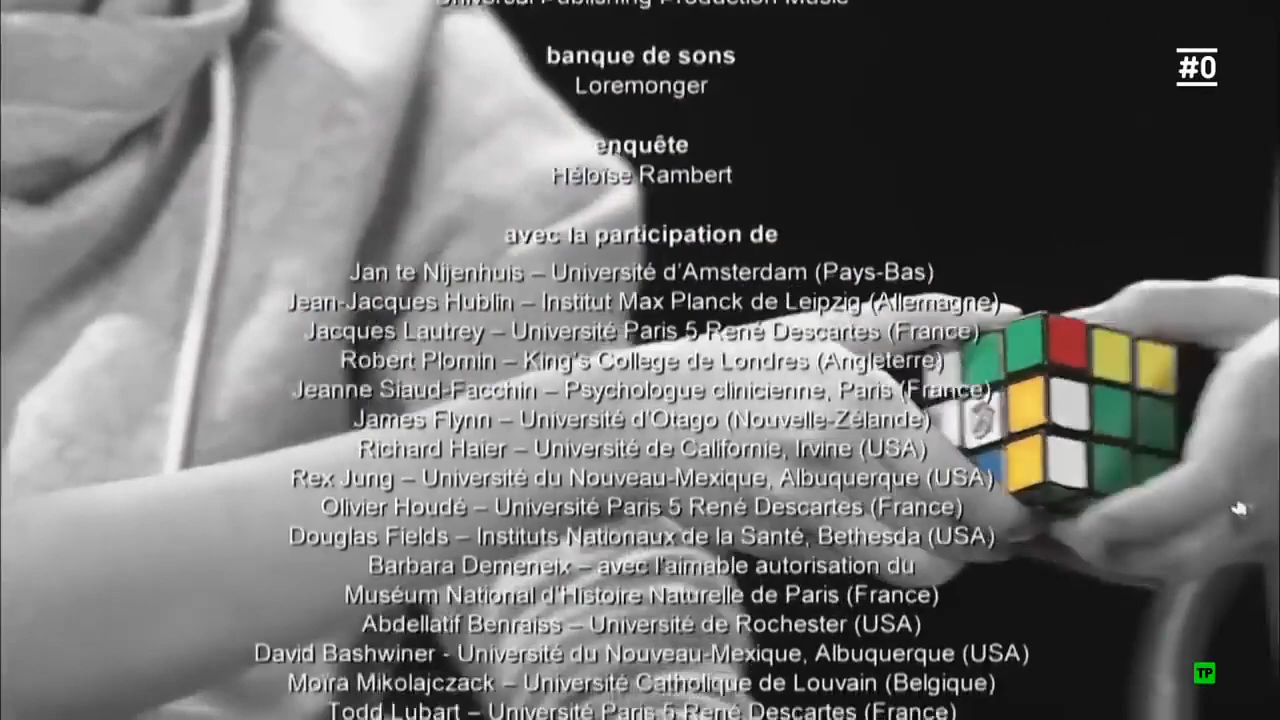 Universal Publishing Production Music
banque de sons
Loremonger
#0
enquête
Héloïse Rambert
avec la participation de
Jan te Nijenhuis – Université d'Amsterdam (Pays-Bas)
Jean-Jacques Hublin – Institut Max Planck de Leipzig (Allemagne)
Jacques Lautrey – Université Paris 5 René Descartes (France)
Robert Plomin – King's College de Londres (Angleterre)
Jeanne Siaud-Facchin – Psychologue clinicienne, Paris (France)
James Flynn – Université d'Otago (Nouvelle-Zélande)
Richard Haier – Université de Californie, Irvine (USA)
Rex Jung – Université du Nouveau-Mexique, Albuquerque (USA)
Olivier Houdé – Université Paris 5 René Descartes (France)
Douglas Fields – Instituts Nationaux de la Santé, Bethesda (USA)
Barbara Demeneix – avec l'aimable autorisation du
Muséum National d'Histoire Naturelle de Paris (France)
Abdellatif Benraiss – Université de Rochester (USA)
David Bashwiner - Université du Nouveau-Mexique, Albuquerque (USA)
Moïra Mikolajczack – Université Catholique de Louvain (Belgique)
TP
Todd Lubart – Université Paris 5 René Descartes (France)